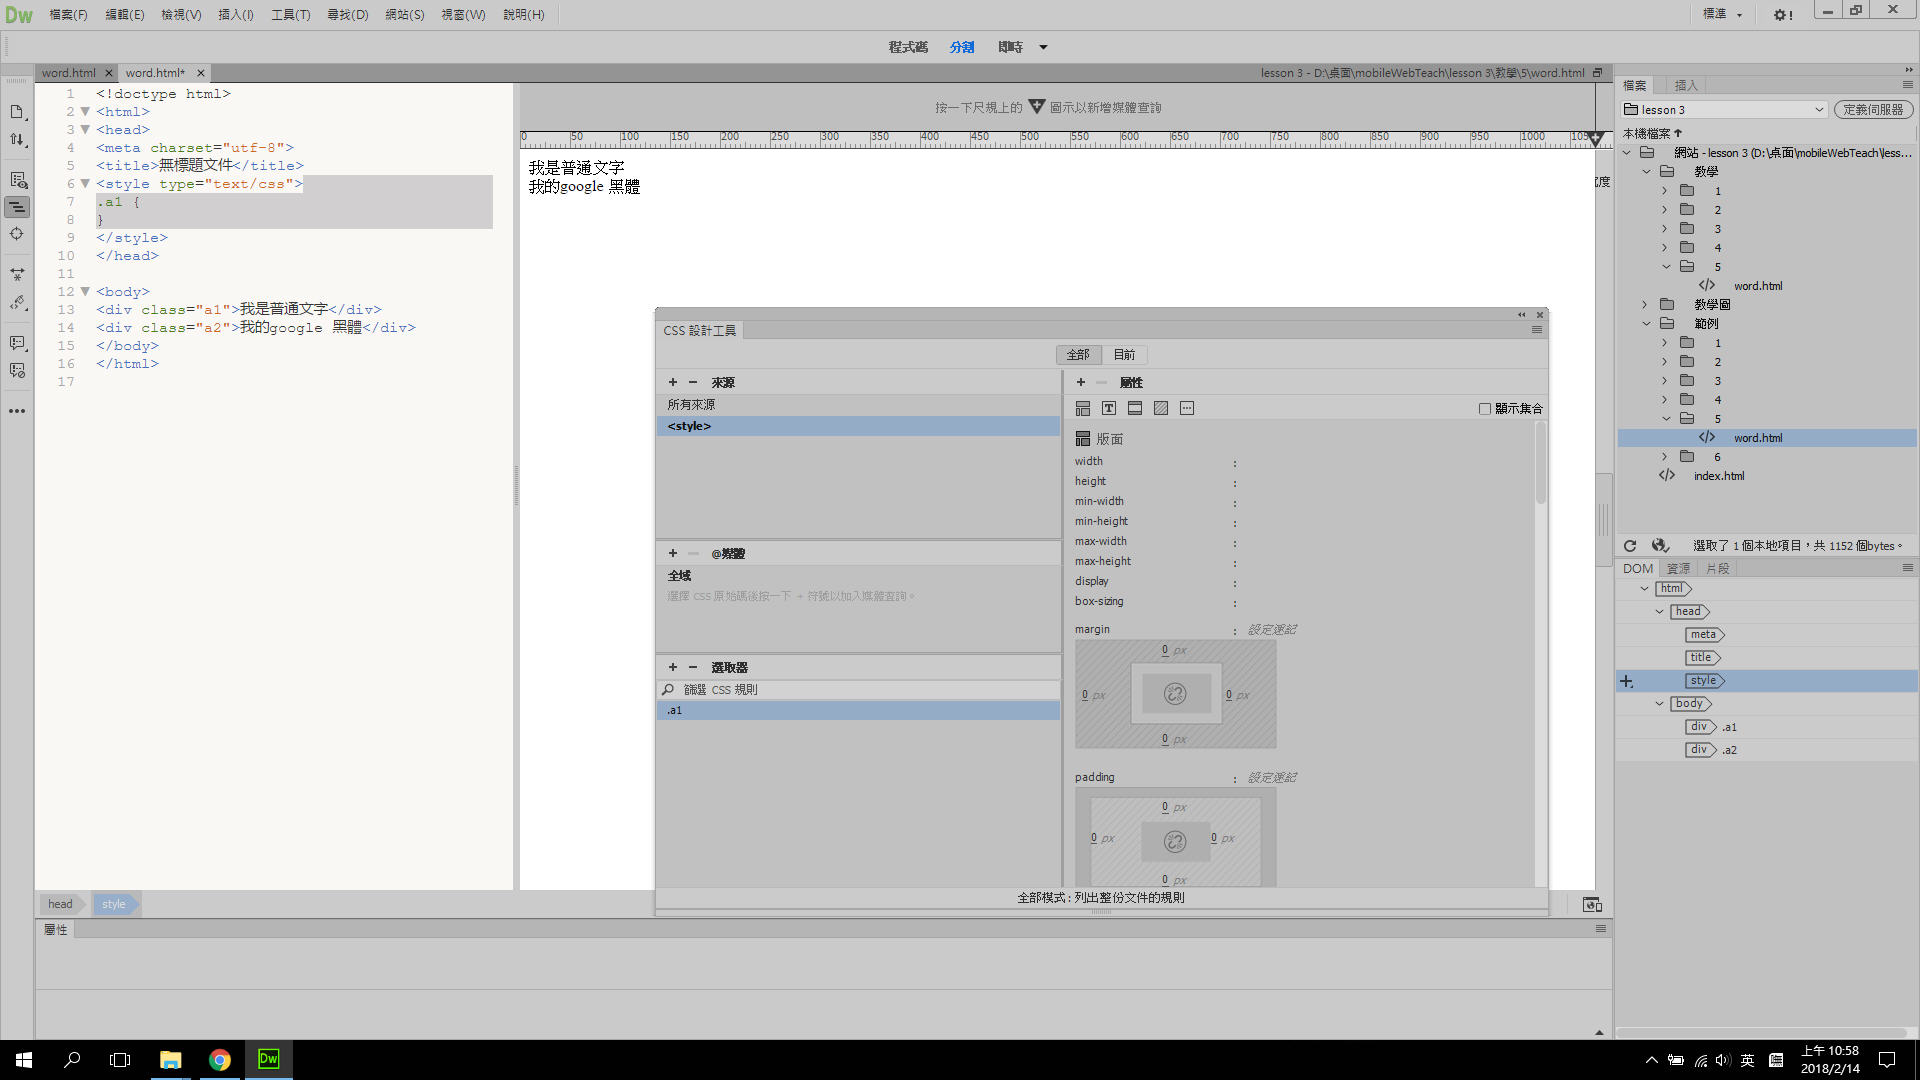 Dw 檔案(F) 編輯(E) 檢視(V) 插入(I) 工具(T) 尋找(D) 網站(S) 視窗(W) 說明(H) 標準
程式碼 分割 即時
word.html word.html* lesson 3 - D:\桌面\mobileWebTeach\lesson 3\教學\5\word.html
1 <!doctype html>
2 <html>
3 <head>
4 <meta charset="utf-8">
5 <title>無標題文件</title>
6 <style type="text/css">
7 .a1 {
8 }
9 </style>
10 </head>
11
12 <body>
13 <div class="a1">我是普通文字</div>
14 <div class="a2">我的google 黑體</div>
15 </body>
16 </html>
17
head style
按一下尺規上的 圖示以新增媒體查詢
0 50 100 150 200 250 300 350 400 450 500 550 600 650 700 750 800 850 900 950 1000 105
我是普通文字
我的google 黑體
CSS 設計工具
全部 目前
+ − 來源
所有來源
<style>
+ − @媒體
全域
選擇 CSS 原始碼後按一下 + 符號以加入媒體查詢。
+ − 選取器
篩選 CSS 規則
.a1
+ − 屬性
顯示集合
版面
width :
height :
min-width :
min-height :
max-width :
max-height :
display :
box-sizing :
margin : 設定速記
0 px
0 px 0 px
0 px
padding : 設定速記
0 px
0 px 0 px
0 px
全部模式 : 列出整份文件的規則
屬性
檔案 插入
lesson 3 定義伺服器
本機檔案
網站 - lesson 3 (D:\桌面\mobileWebTeach\less...
教學
1
2
3
4
5
word.html
教學圖
範例
1
2
3
4
5
word.html
6
index.html
選取了 1 個本地項目，共 1152 個bytes。
DOM 資源 片段
html
head
meta
title
style
body
div .a1
div .a2
Dw
英
上午 10:58
2018/2/14